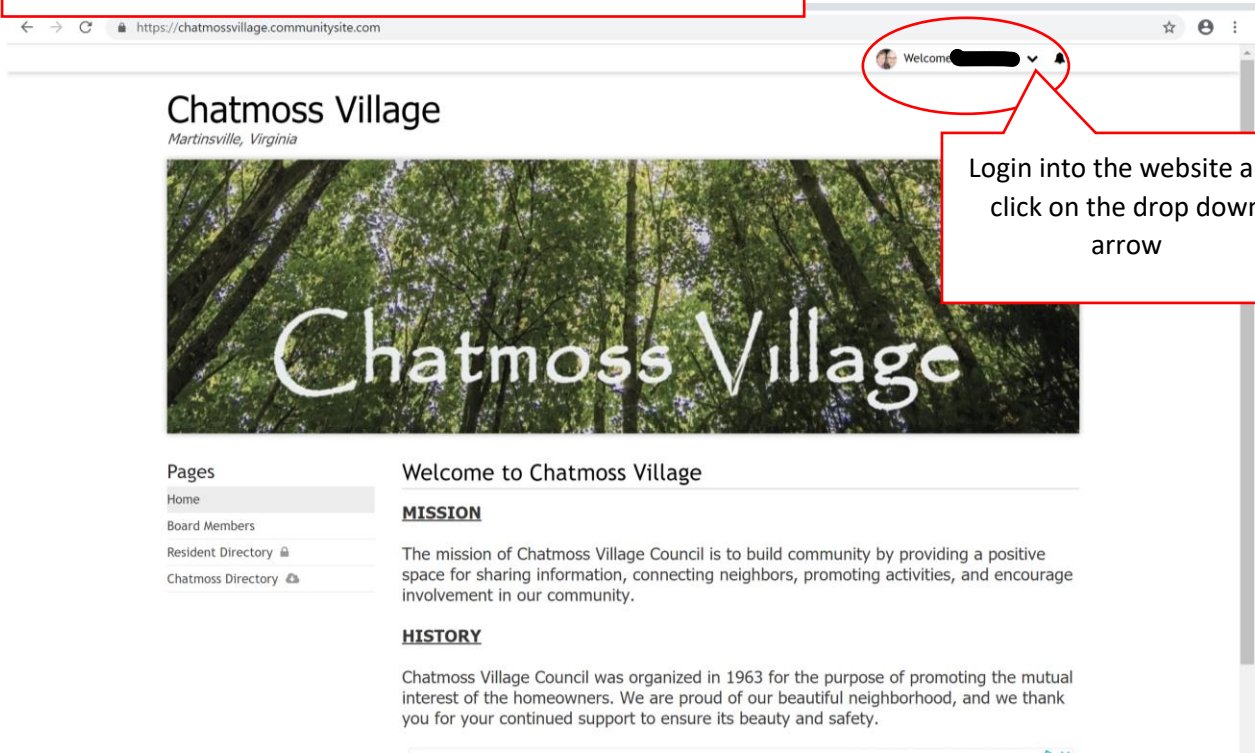 https://chatmossvillage.communitysite.com
Welcome
Chatmoss Village
Martinsville, Virginia
Login into the website a
click on the drop down
arrow
Chatmoss Village
Pages
Home
Board Members
Resident Directory
Chatmoss Directory
Welcome to Chatmoss Village
MISSION
The mission of Chatmoss Village Council is to build community by providing a positive
space for sharing information, connecting neighbors, promoting activities, and encourage
involvement in our community.
HISTORY
Chatmoss Village Council was organized in 1963 for the purpose of promoting the mutual
interest of the homeowners. We are proud of our beautiful neighborhood, and we thank
you for your continued support to ensure its beauty and safety.